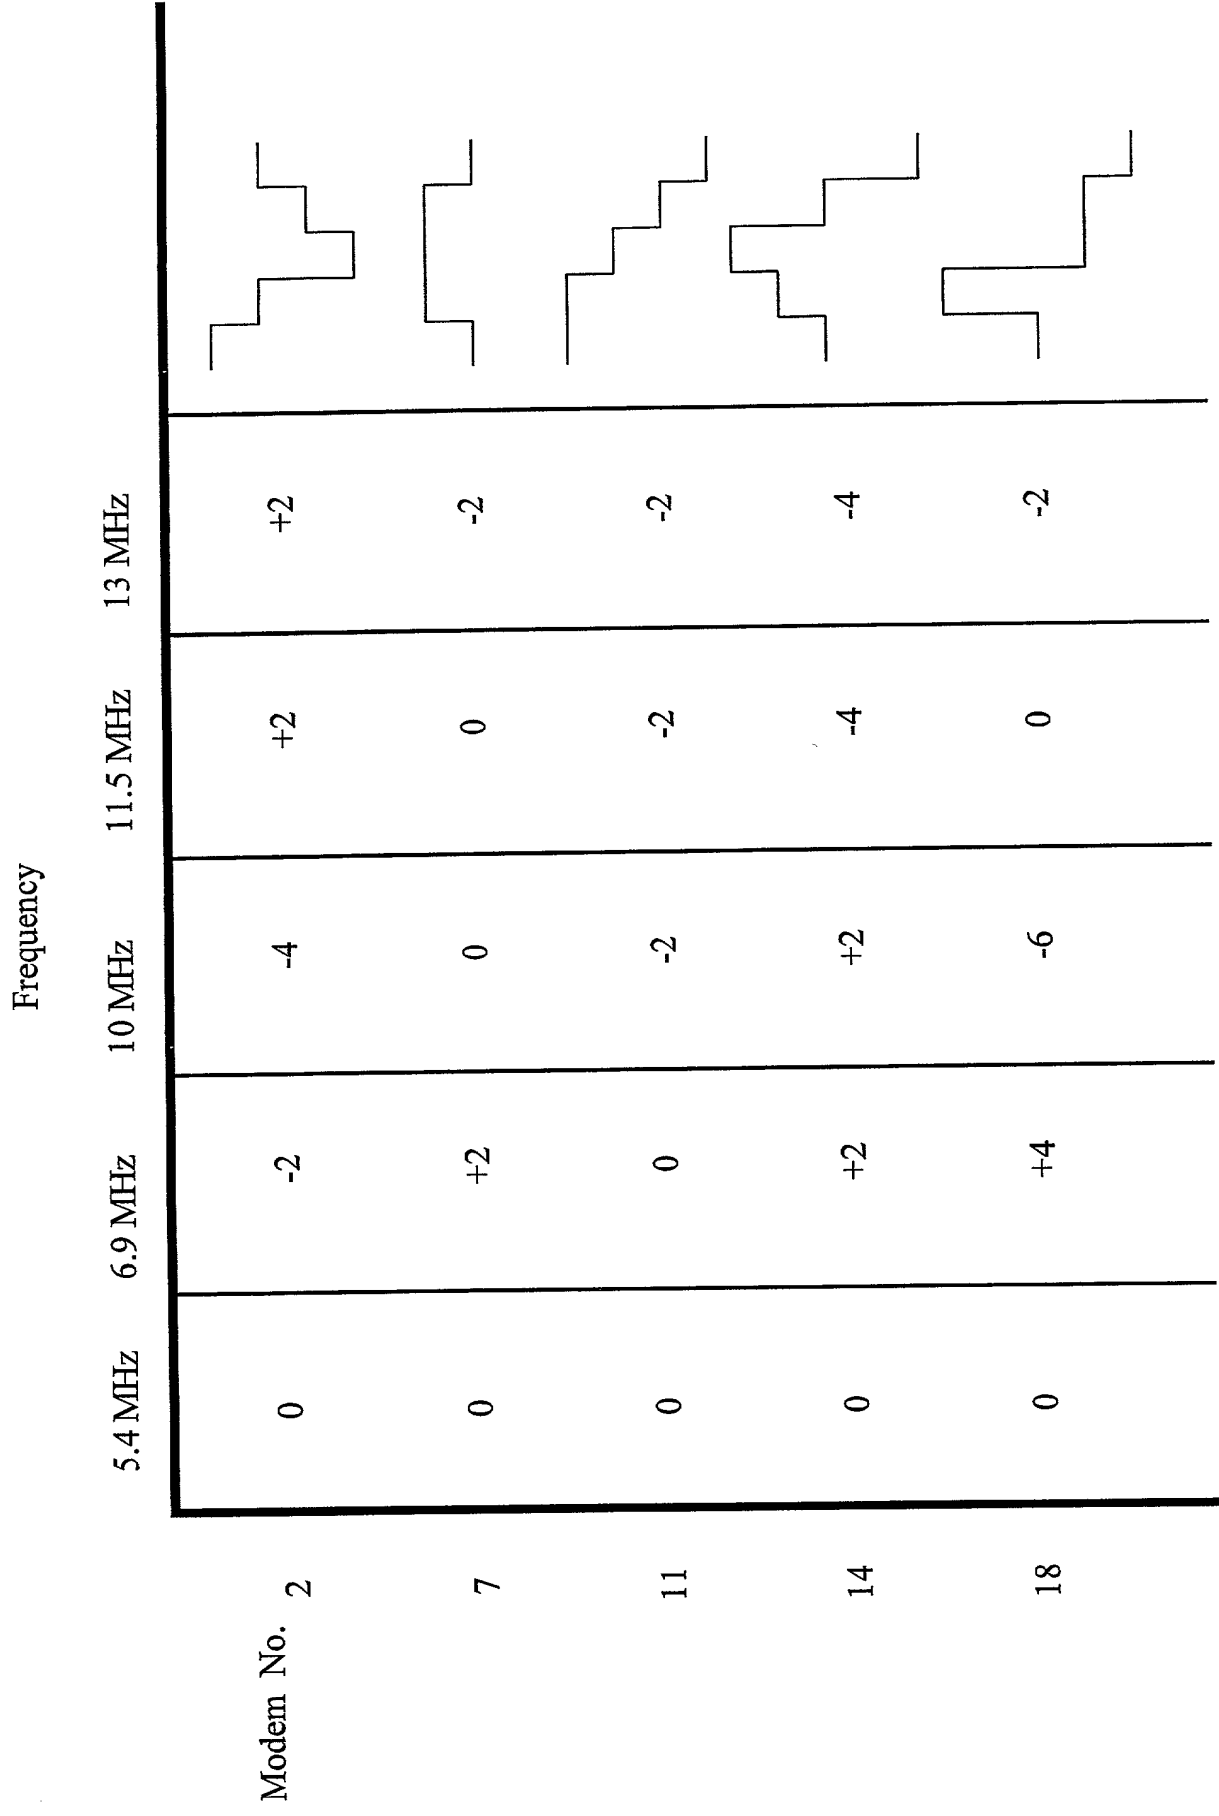 Frequency
5.4 MHz 6.9 MHz 10 MHz 11.5 MHz 13 MHz
Modem No. 2 0 -2 -4 +2 +2
7 0 +2 0 0 -2
11 0 0 -2 -2 -2
14 0 +2 +2 -4 -4
18 0 +4 -6 0 -2